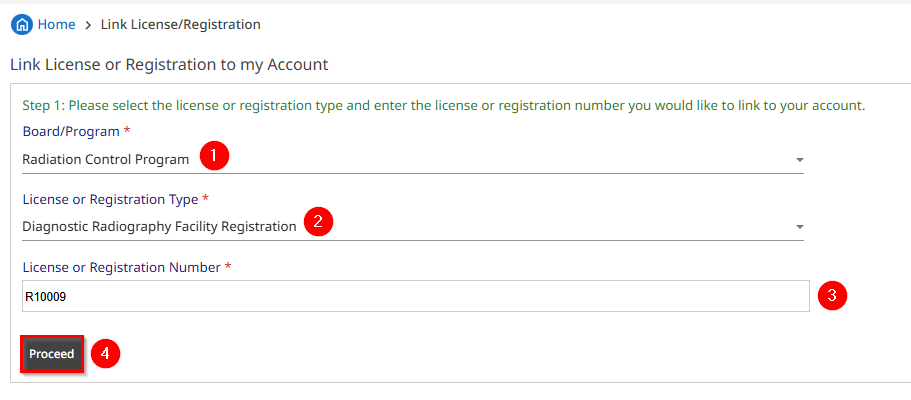 Home > Link License/Registration
Link License or Registration to my Account
Step 1: Please select the license or registration type and enter the license or registration number you would like to link to your account.
Board/Program *
Radiation Control Program 1
License or Registration Type *
Diagnostic Radiography Facility Registration 2
License or Registration Number *
R10009 3
Proceed 4